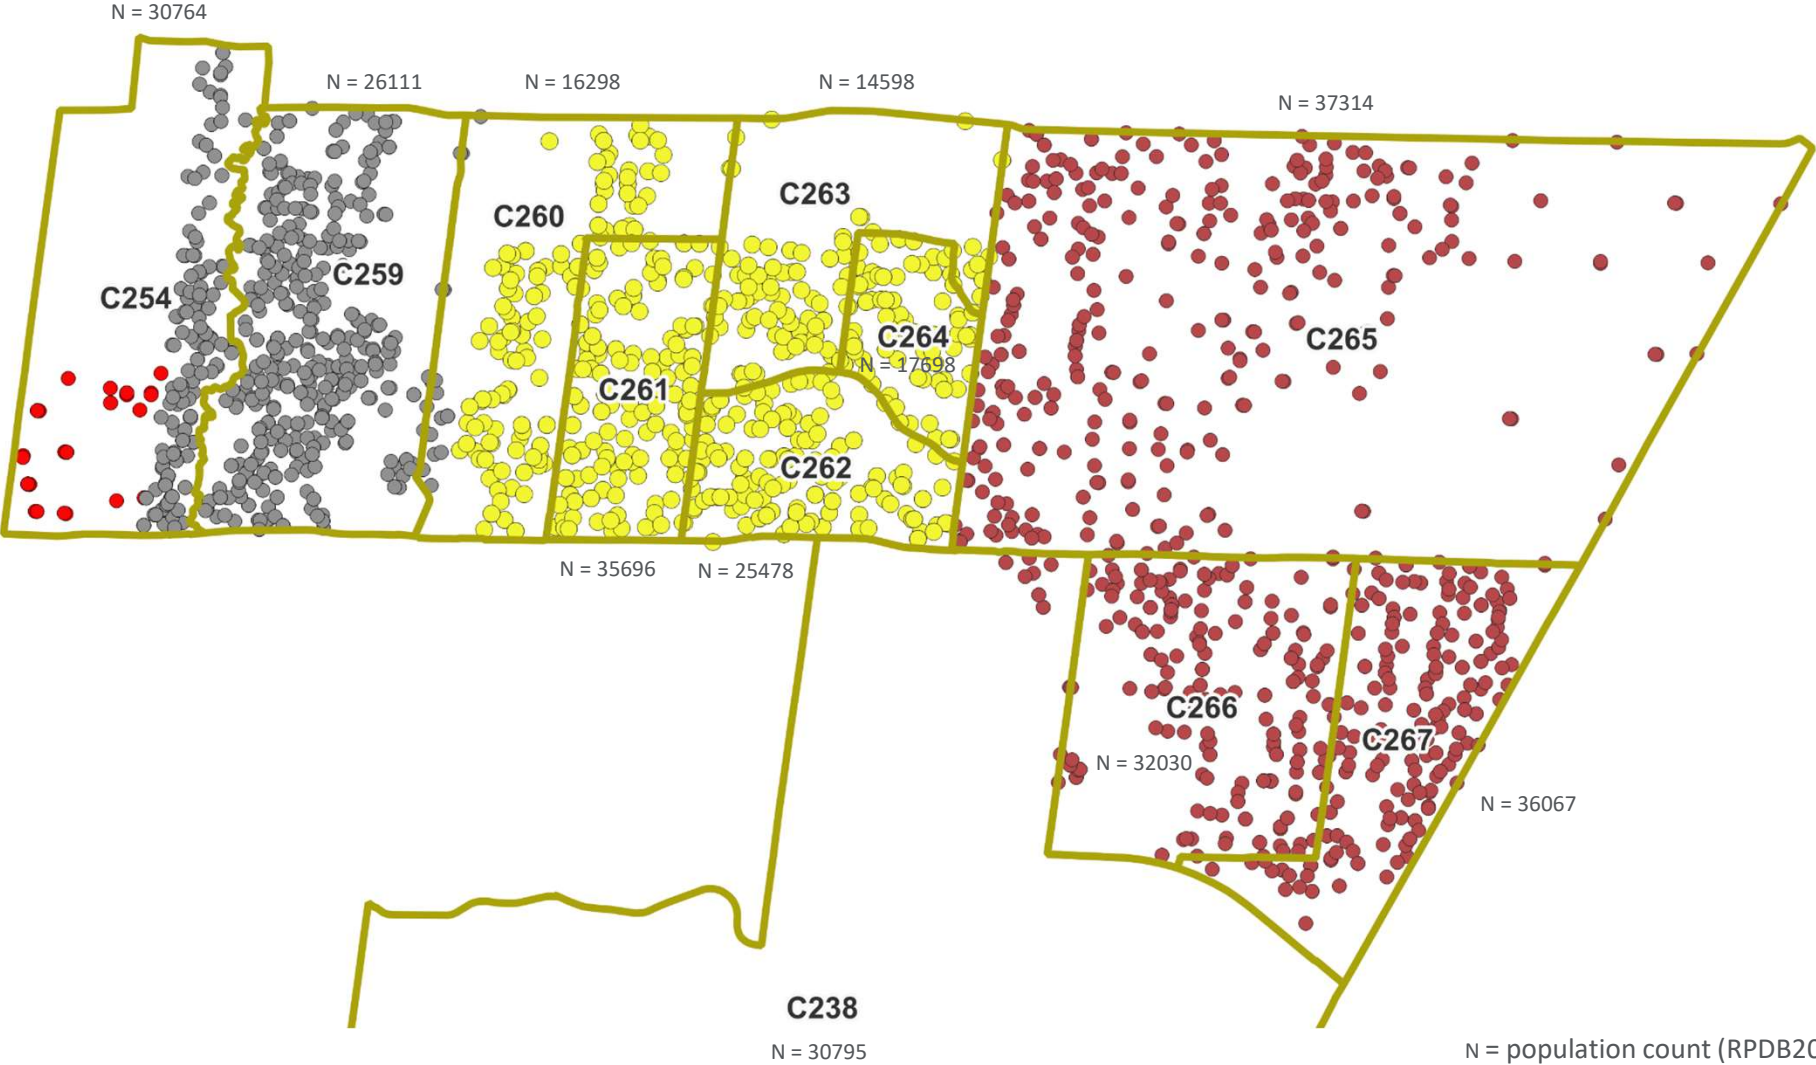 N = 30764
N = 26111
N = 16298
N = 14598
N = 37314
C260
C263
C259
C254
C265
C264
N = 17698
C261
C262
N = 35696
N = 25478
C266
C267
N = 32030
N = 36067
C238
N = 30795
N = population count (RPDB20